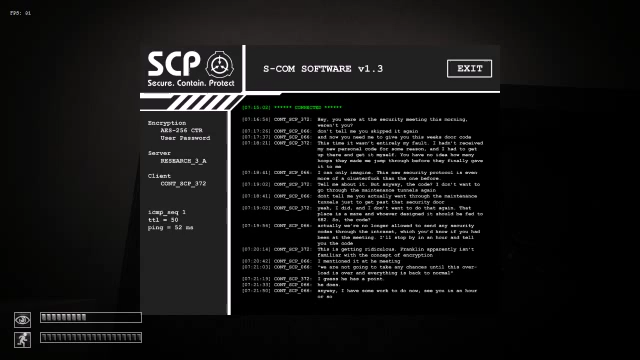 FPS: 81
SCP
Secure. Contain. Protect
S-COM SOFTWARE v1.3
EXIT
[07:15:02] ****** CONNECTED ******
Encryption
AES-256 CTR
User Password
Server
RESEARCH_3_A
Client
CONT_SCP_372
icmp_seq 1
ttl = 50
ping = 52 ms
[07:16:50] CONT_SCP_372: Hey, you were at the security meeting this morning,
weren't you?
[07:17:25] CONT_SCP_066: don't tell me you skipped it again
[07:17:37] CONT_SCP_066: and now you need me to give you this weeks door code
[07:18:21] CONT_SCP_372: This time it wasn't entirely my fault. I hadn't received
my new personal code for some reason, and I had to get
up there and get it myself. You have no idea how many
hoops they made me jump through before they finally gave
it to me
[07:18:41] CONT_SCP_066: I can only imagine. This new security protocol is even
more of a clusterfuck than the one before.
[07:19:02] CONT_SCP_372: Tell me about it. But anyway, the code? I don't want to
go through the maintenance tunnels again
CONT_SCP_066: dont tell me you actually went through the maintenance
tunnels just to get past that security door
CONT_SCP_372: yeah, I did, and I don't want to do that again. That
place is a maze and whoever designed it should be fed to
682. So, the code?
CONT_SCP_066: actually we're no longer allowed to send any security
codes through the intranet, which you'd know if you had
been at the meeting. I'll stop by in an hour and tell
you the code
[07:20:14] CONT_SCP_372: This is getting ridiculous. Franklin apparently isn't
familiar with the concept of encryption
[07:20:42] CONT_SCP_066: I mentioned it at he meeting
[07:21:03] CONT_SCP_066: "we are not going to take any chances until this over-
load is over and everything is back to normal"
[07:21:13] CONT_SCP_372: I guess he has a point.
[07:21:33] CONT_SCP_066: he does.
[07:21:50] CONT_SCP_066: anyway, I have some work to do now, see you in an hour
or so